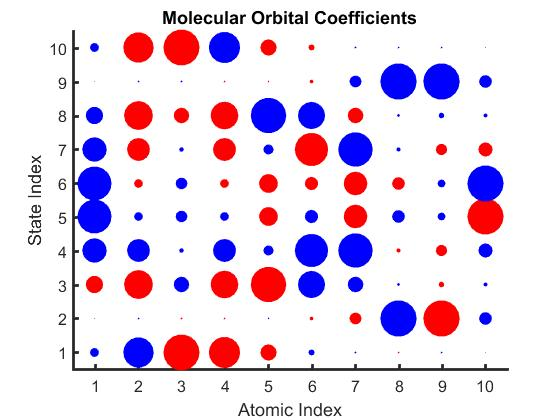 Molecular Orbital Coefficients
10
9
8
7
6
5
4
3
2
1
State Index
1 2 3 4 5 6 7 8 9 10
Atomic Index